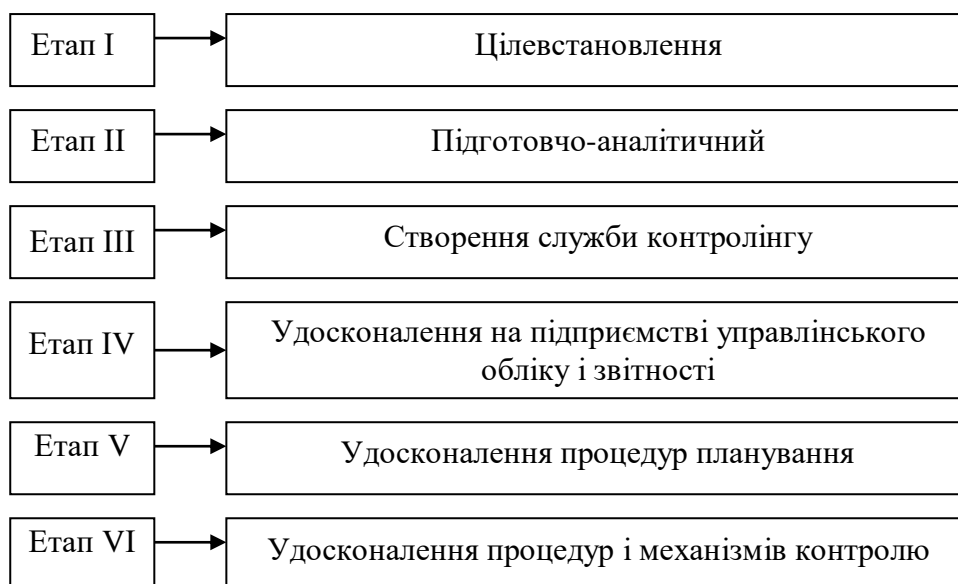 Етап I
Цілевстановлення
Етап II
Підготовчо-аналітичний
Етап III
Створення служби контролінгу
Етап IV
Удосконалення на підприємстві управлінського
обліку і звітності
Етап V
Удосконалення процедур планування
Етап VI
Удосконалення процедур і механізмів контролю